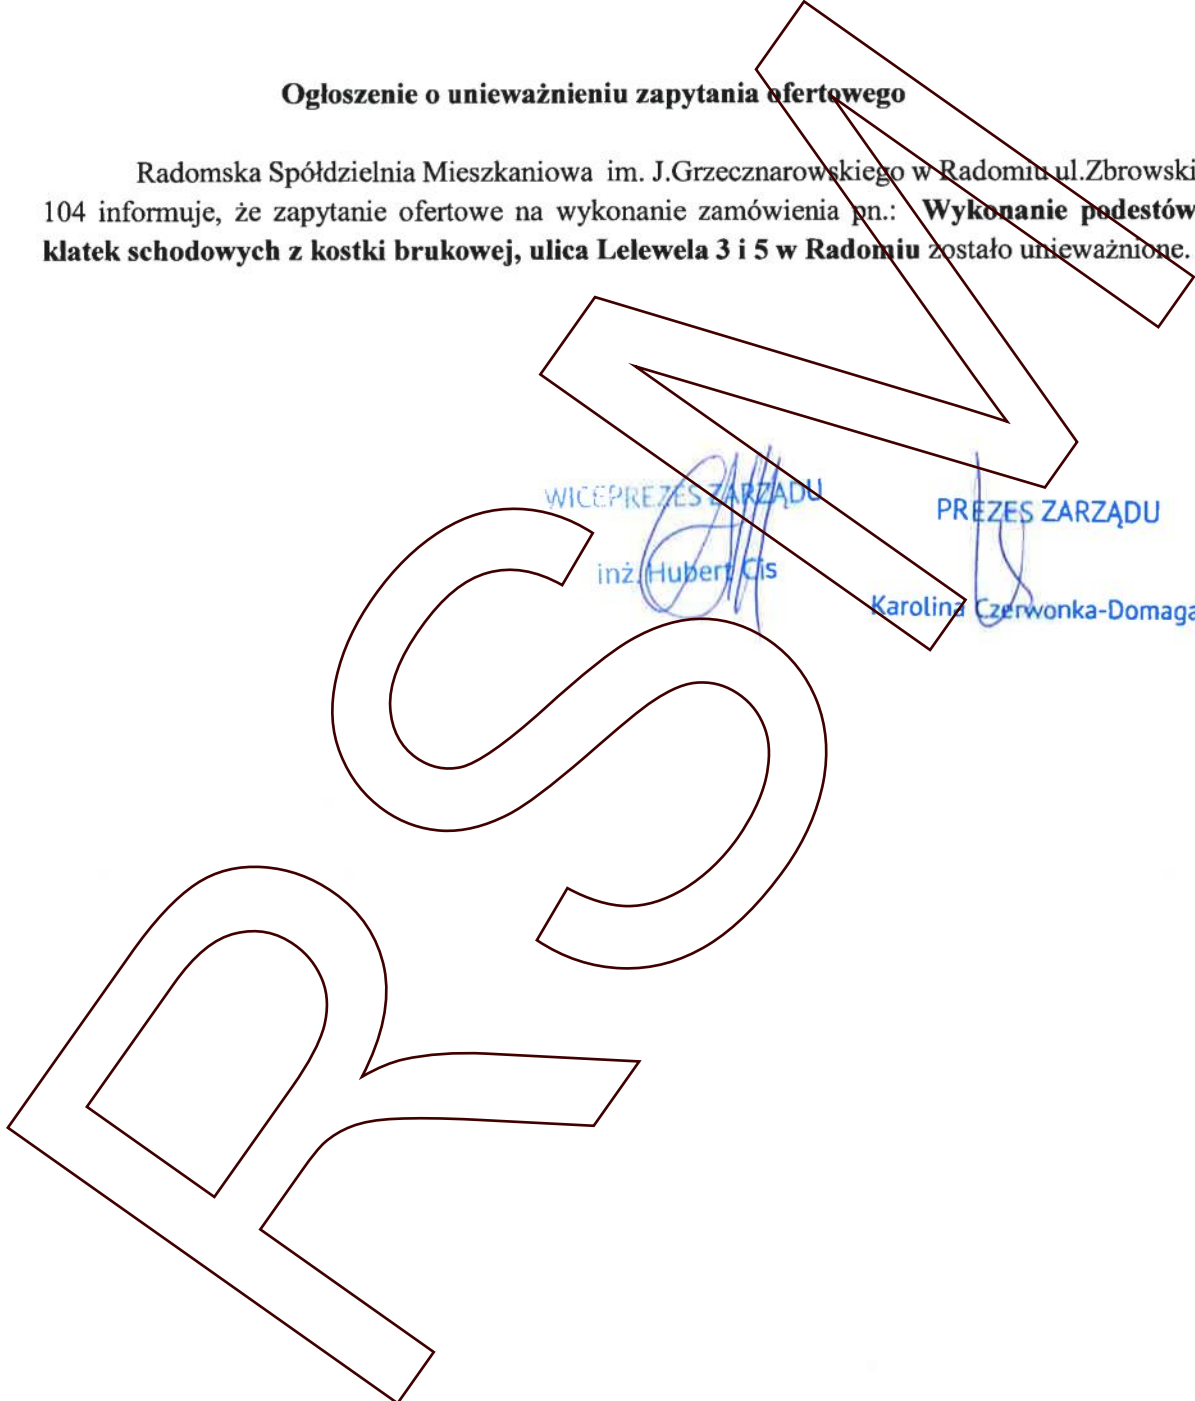 Ogłoszenie o unieważnieniu zapytania ofertowego
Radomska Spółdzielnia Mieszkaniowa im. J.Grzecznarowskiego w Radomiu ul.Zbrowski
104 informuje, że zapytanie ofertowe na wykonanie zamówienia pn.: Wykonanie podestów
klatek schodowych z kostki brukowej, ulica Lelewela 3 i 5 w Radomiu zostało unieważnione.
WICEPREZES ZARZĄDU
inż. Hubert Cis
PREZES ZARZĄDU
Karolina Czerwonka-Domaga
RSM